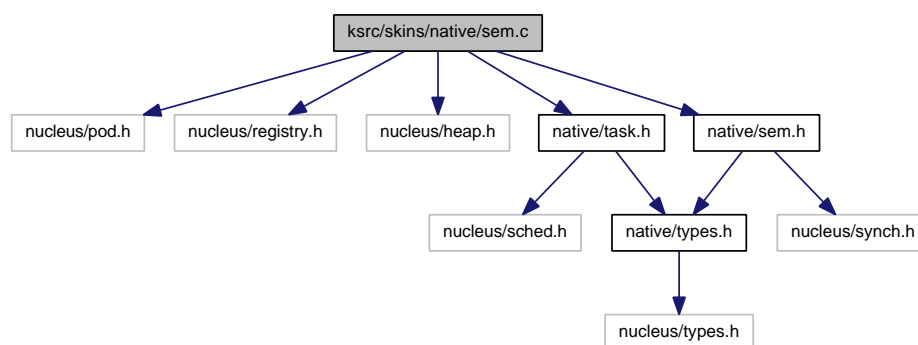 ksrc/skins/native/sem.c
nucleus/pod.h
nucleus/registry.h
nucleus/heap.h
native/task.h
native/sem.h
nucleus/sched.h
native/types.h
nucleus/synch.h
nucleus/types.h